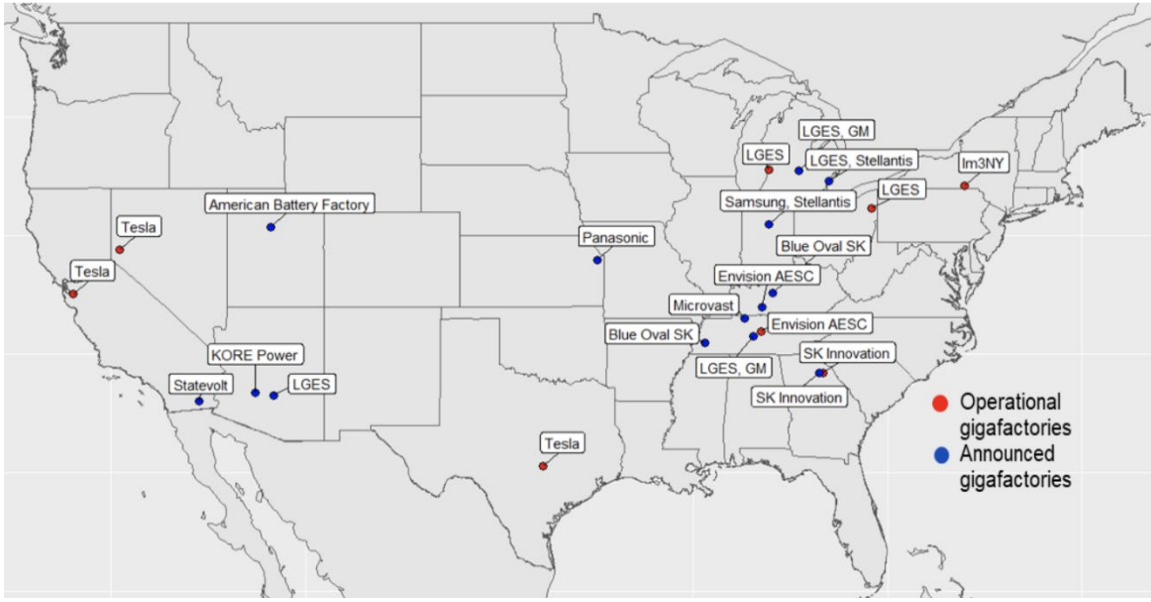 LGES, GM
LGES
LGES, Stellantis
Im3NY
LGES
American Battery Factory
Samsung, Stellantis
Tesla
Panasonic
Blue Oval SK
Tesla
Envision AESC
Microvast
Envision AESC
Blue Oval SK
KORE Power
SK Innovation
LGES, GM
Statevolt
LGES
SK Innovation
Operational
gigafactories
Announced
gigafactories
Tesla